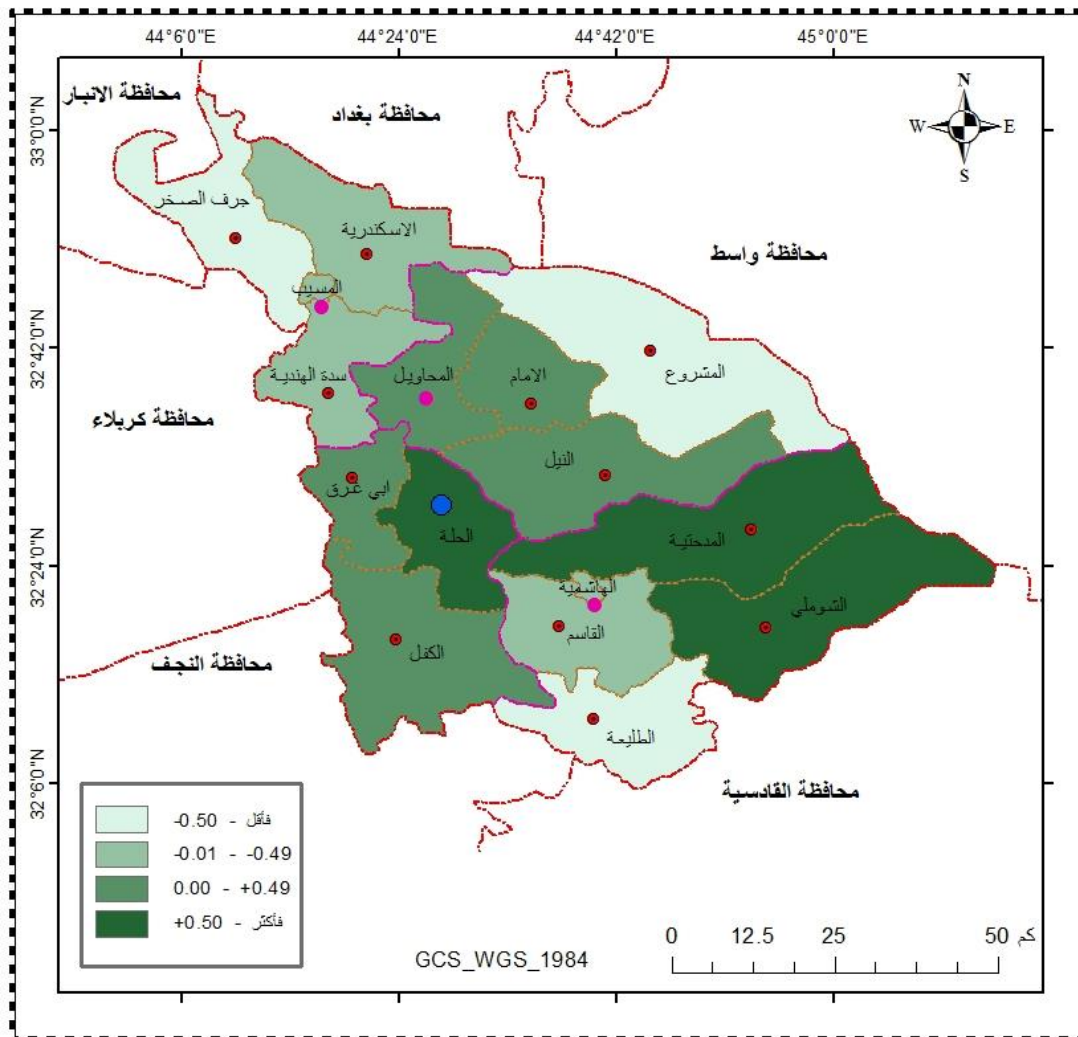 44°6'0"E
44°24'0"E
44°42'0"E
45°0'0"E
محافظة الانبار
محافظة بغداد
N
W
E
S
33°0'0"N
جرف الصخر
الاسكندرية
محافظة واسط
المسيب
32°42'0"N
سدة الهندية
المحاويل
الامام
المشروع
محافظة كربلاء
النيل
ابي غرق
الحلة
المدحتية
32°24'0"N
الهاشمية
الشوملي
القاسم
الكفل
محافظة النجف
الطليعة
32°6'0"N
محافظة القادسية
-0.50 - فأقل
-0.01 - -0.49
0.00 - +0.49
+0.50 - فأكثر
0 12.5 25 50 كم
GCS_WGS_1984